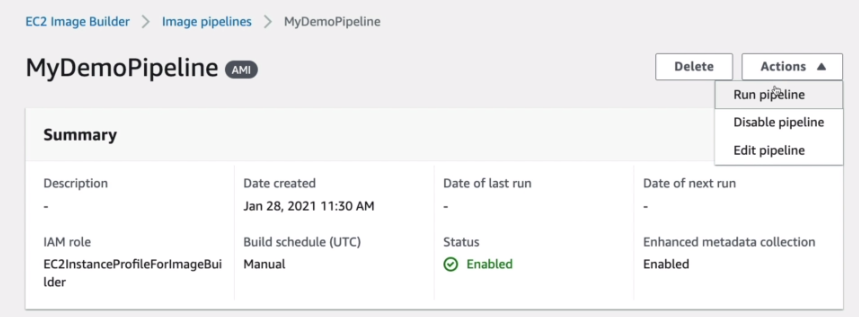 EC2 Image Builder > Image pipelines > MyDemoPipeline
MyDemoPipeline AMI
Delete Actions
Run pipeline
Disable pipeline
Edit pipeline
Summary
Description
-
Date created
Jan 28, 2021 11:30 AM
Date of last run
-
Date of next run
-
IAM role
EC2InstanceProfileForImageBui
lder
Build schedule (UTC)
Manual
Status
Enabled
Enhanced metadata collection
Enabled